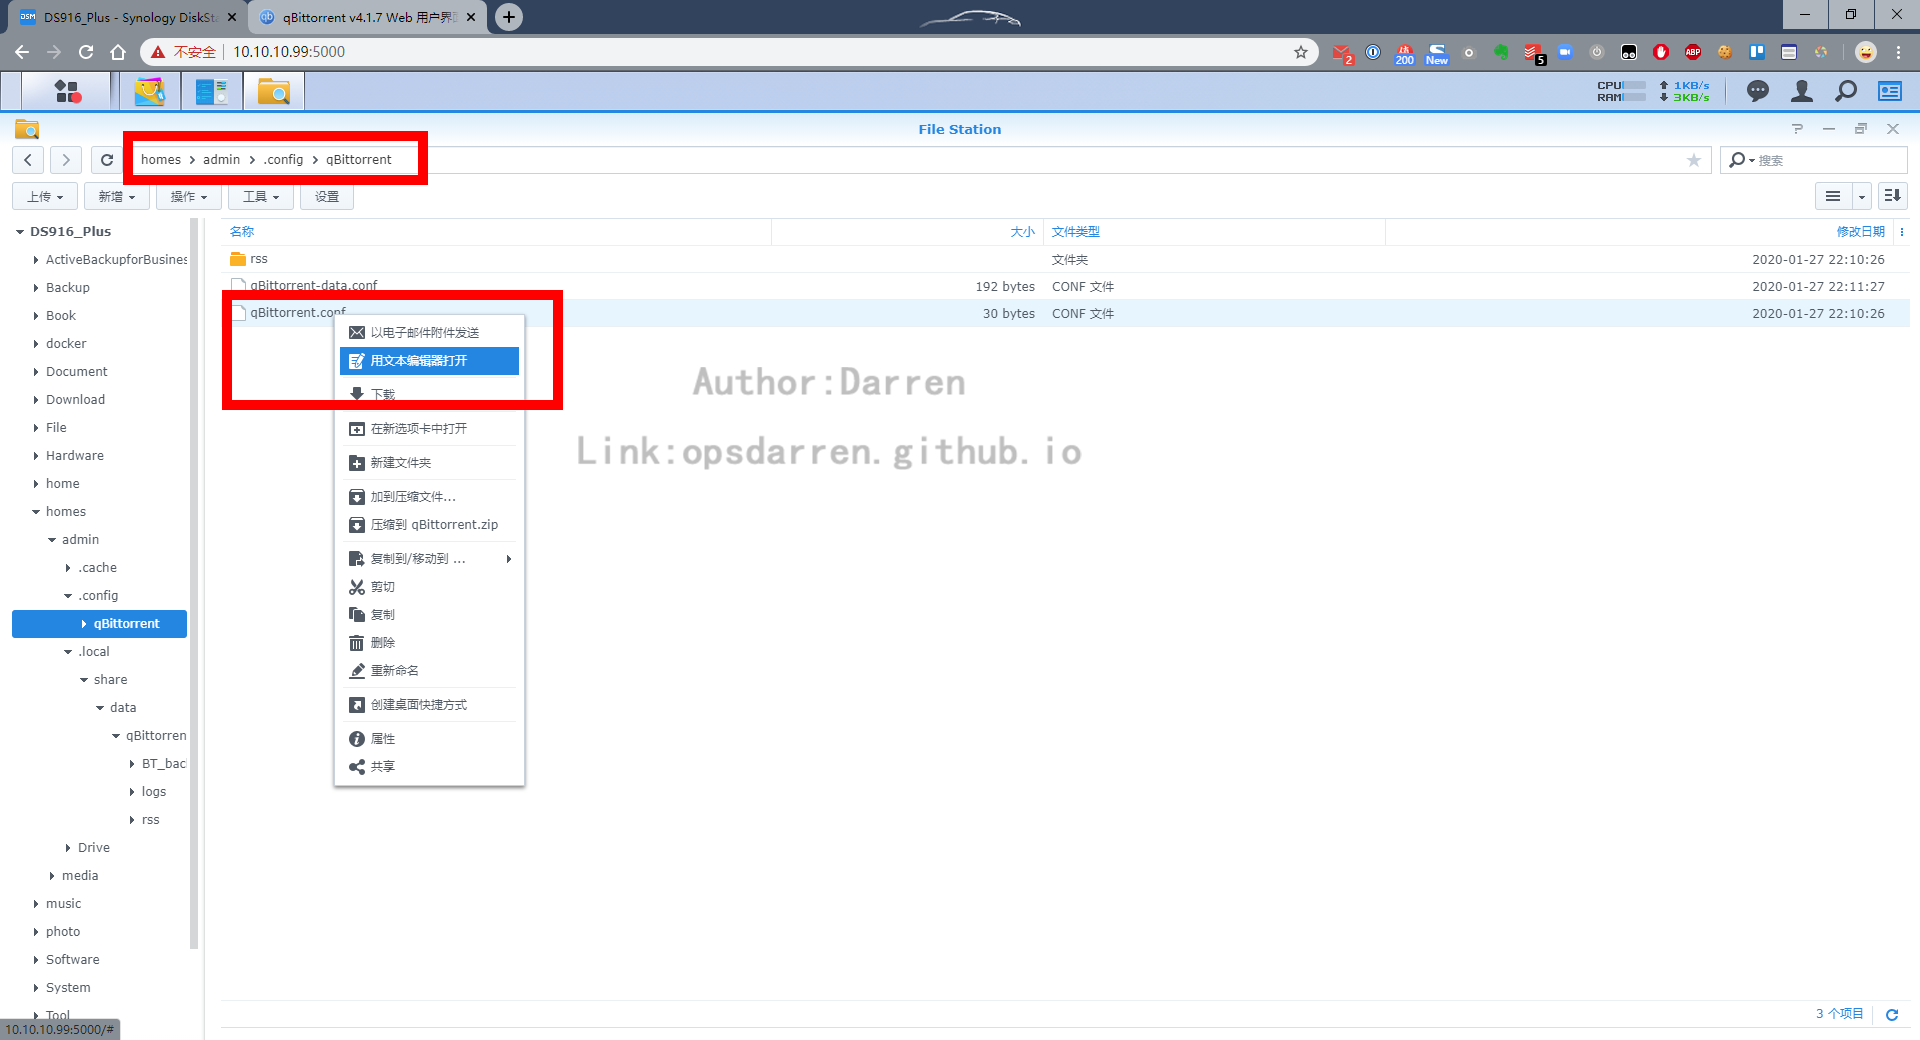 DS916_Plus - Synology DiskSta
qBittorrent v4.1.7 Web 用户界面
不安全 10.10.10.99:5000
2
200
New
5
ABP
CPU 1KB/s
RAM 3KB/s
File Station
homes admin .config qBittorrent
搜索
上传 新增 操作 工具 设置
DS916_Plus
ActiveBackupforBusines
Backup
Book
docker
Document
Download
File
Hardware
home
homes
admin
.cache
.config
qBittorrent
.local
share
data
qBittorren
BT_bac
logs
rss
Drive
media
music
photo
Software
System
Tool
名称 大小 文件类型 修改日期
rss 文件夹 2020-01-27 22:10:26
qBittorrent-data.conf 192 bytes CONF 文件 2020-01-27 22:11:27
qBittorrent.conf 30 bytes CONF 文件 2020-01-27 22:10:26
以电子邮件附件发送
用文本编辑器打开
下载
在新选项卡中打开
新建文件夹
加到压缩文件...
压缩到 qBittorrent.zip
复制到/移动到 ...
剪切
复制
删除
重新命名
创建桌面快捷方式
属性
共享
Author:Darren
Link:opsdarren.github.io
3 个项目
10.10.10.99:5000/#